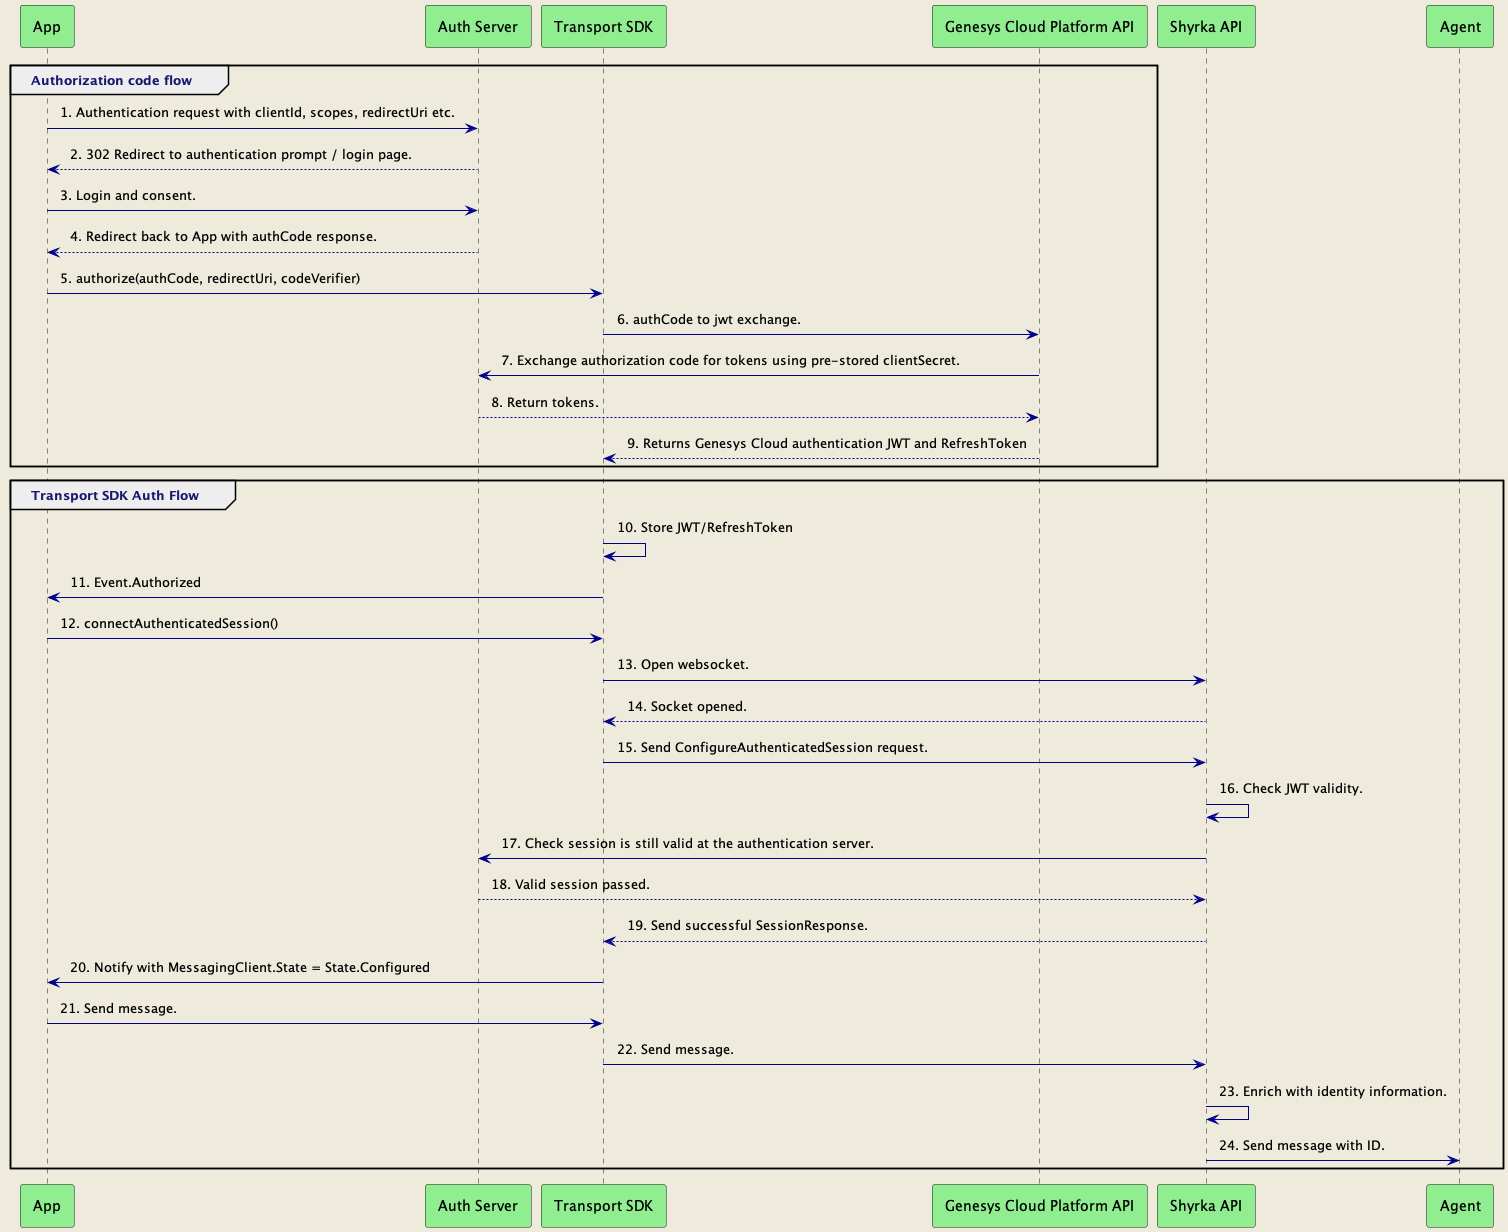 App
Auth Server
Transport SDK
Genesys Cloud Platform API
Shyrka API
Agent
Authorization code flow
1. Authentication request with clientId, scopes, redirectUri etc.
2. 302 Redirect to authentication prompt / login page.
3. Login and consent.
4. Redirect back to App with authCode response.
5. authorize(authCode, redirectUri, codeVerifier)
6. authCode to jwt exchange.
7. Exchange authorization code for tokens using pre-stored clientSecret.
8. Return tokens.
9. Returns Genesys Cloud authentication JWT and RefreshToken
Transport SDK Auth Flow
10. Store JWT/RefreshToken
11. Event.Authorized
12. connectAuthenticatedSession()
13. Open websocket.
14. Socket opened.
15. Send ConfigureAuthenticatedSession request.
16. Check JWT validity.
17. Check session is still valid at the authentication server.
18. Valid session passed.
19. Send successful SessionResponse.
20. Notify with MessagingClient.State = State.Configured
21. Send message.
22. Send message.
23. Enrich with identity information.
24. Send message with ID.
App
Auth Server
Transport SDK
Genesys Cloud Platform API
Shyrka API
Agent